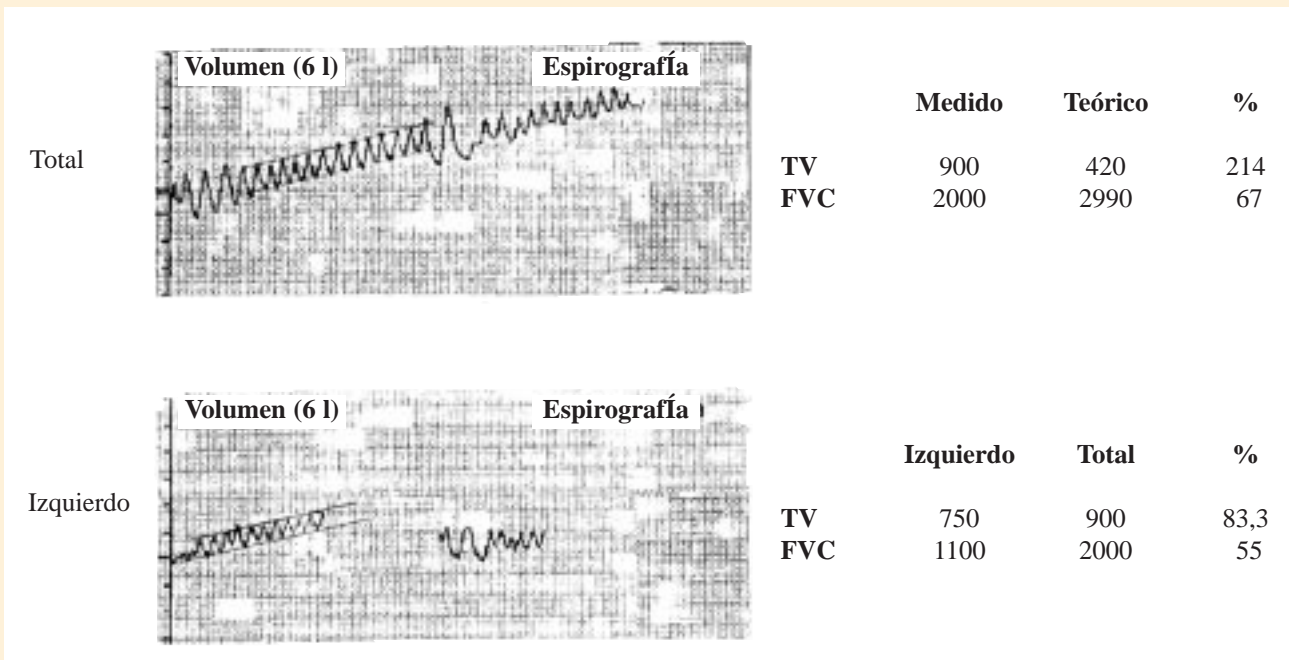 Total
Volumen (6 l) EspirografÍa
Medido Teórico %
TV 900 420 214
FVC 2000 2990 67
Izquierdo
Volumen (6 l) EspirografÍa
Izquierdo Total %
TV 750 900 83,3
FVC 1100 2000 55